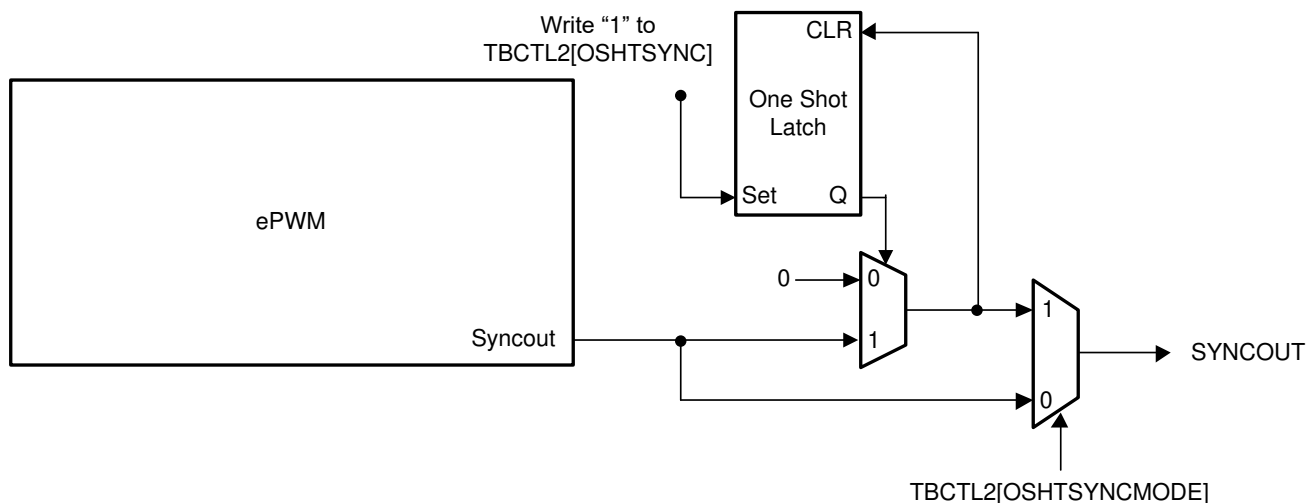 Write “1” to
TBCTL2[OSHTSYNC]
CLR
One Shot
Latch
Set
Q
ePWM
0
0
Syncout
1
1
SYNCOUT
0
TBCTL2[OSHTSYNCMODE]